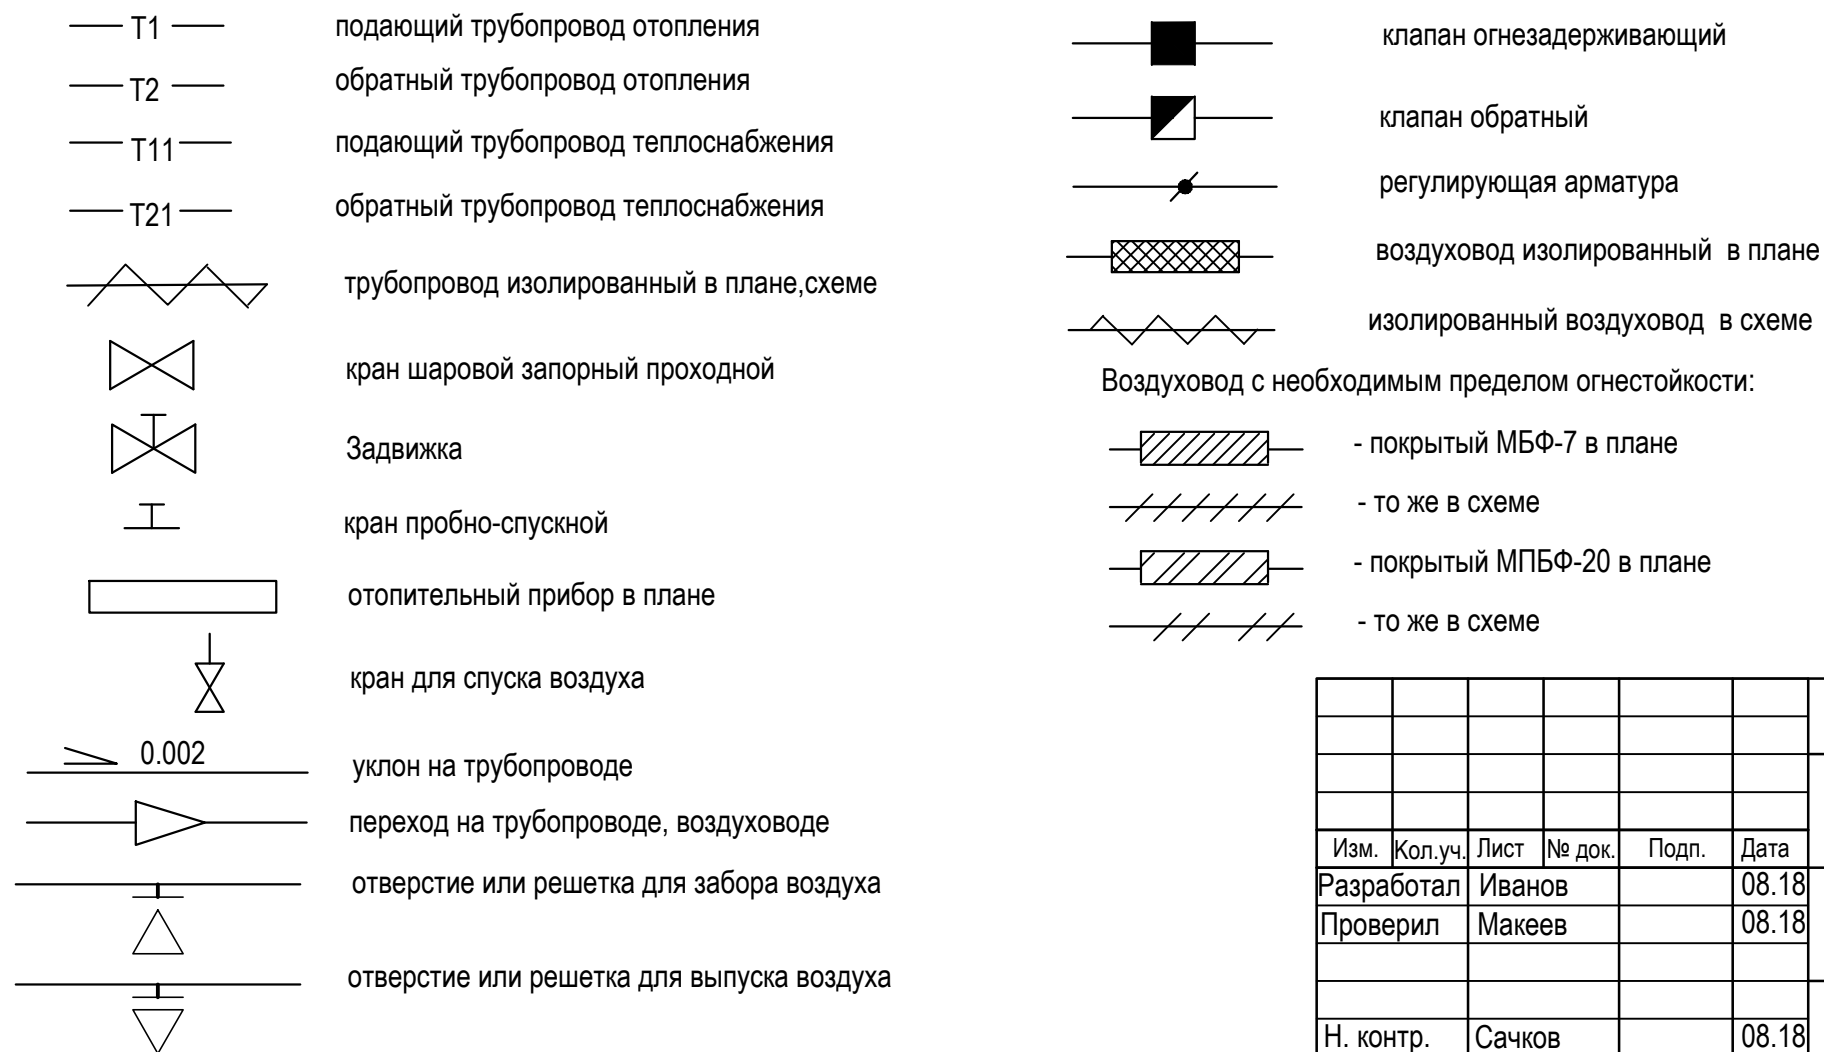 T1 подающий трубопровод отопления
T2 обратный трубопровод отопления
T11 подающий трубопровод теплоснабжения
T21 обратный трубопровод теплоснабжения
трубопровод изолированный в плане,схеме
кран шаровой запорный проходной
Задвижка
кран пробно-спускной
отопительный прибор в плане
кран для спуска воздуха
0.002 уклон на трубопроводе
переход на трубопроводе, воздуховоде
отверстие или решетка для забора воздуха
отверстие или решетка для выпуска воздуха
клапан огнезадерживающий
клапан обратный
регулирующая арматура
воздуховод изолированный в плане
изолированный воздуховод в схеме
Воздуховод с необходимым пределом огнестойкости:
- покрытый МБФ-7 в плане
- то же в схеме
- покрытый МПБФ-20 в плане
- то же в схеме
Изм. Кол.уч. Лист № док. Подп. Дата
Разработал Иванов 08.18
Проверил Макеев 08.18
Н. контр. Сачков 08.18